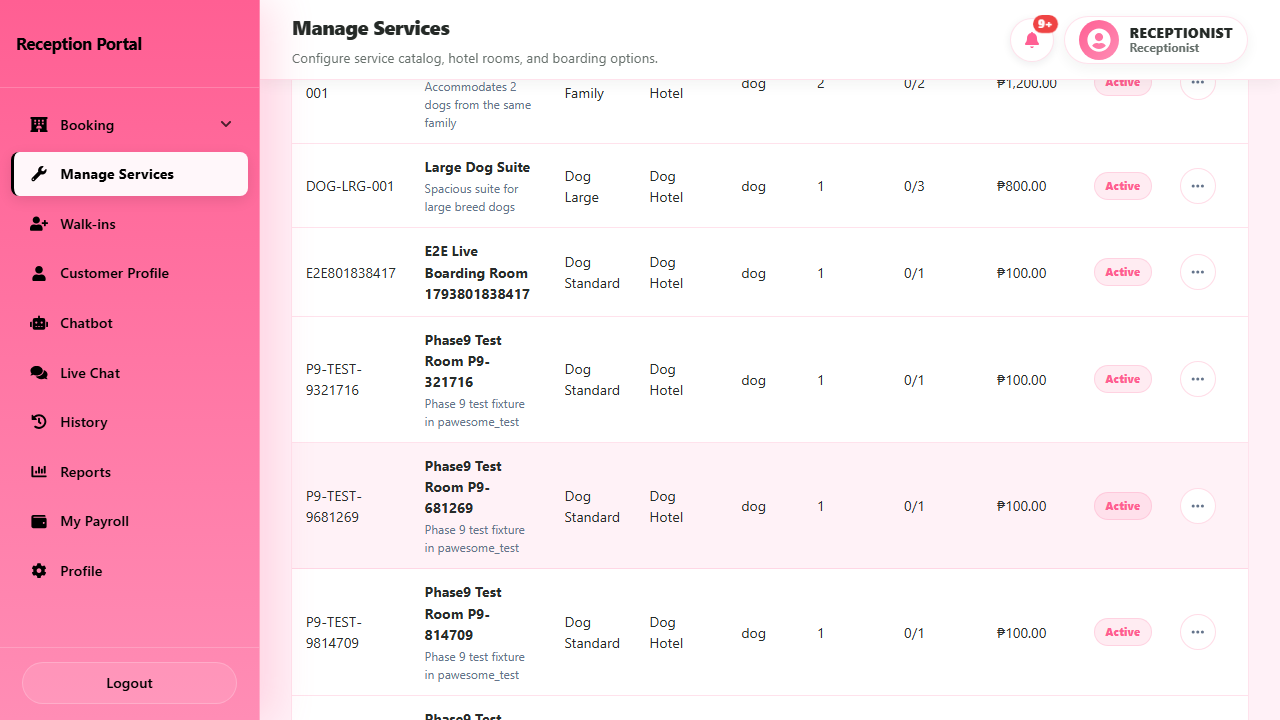 Reception Portal
Booking
Manage Services
Walk-ins
Customer Profile
Chatbot
Live Chat
History
Reports
My Payroll
Profile
Logout
Manage Services
Configure service catalog, hotel rooms, and boarding options.
9+
RECEPTIONIST
Receptionist
001
Accommodates 2
dogs from the same
family
Family
Hotel
dog
2
0/2
₱1,200.00
Active
DOG-LRG-001
Large Dog Suite
Spacious suite for
large breed dogs
Dog
Large
Dog
Hotel
dog
1
0/3
₱800.00
Active
E2E801838417
E2E Live
Boarding Room
1793801838417
Dog
Standard
Dog
Hotel
dog
1
0/1
₱100.00
Active
P9-TEST-
9321716
Phase9 Test
Room P9-
321716
Phase 9 test fixture
in pawesome_test
Dog
Standard
Dog
Hotel
dog
1
0/1
₱100.00
Active
P9-TEST-
9681269
Phase9 Test
Room P9-
681269
Phase 9 test fixture
in pawesome_test
Dog
Standard
Dog
Hotel
dog
1
0/1
₱100.00
Active
P9-TEST-
9814709
Phase9 Test
Room P9-
814709
Phase 9 test fixture
in pawesome_test
Dog
Standard
Dog
Hotel
dog
1
0/1
₱100.00
Active
Phase9 Test